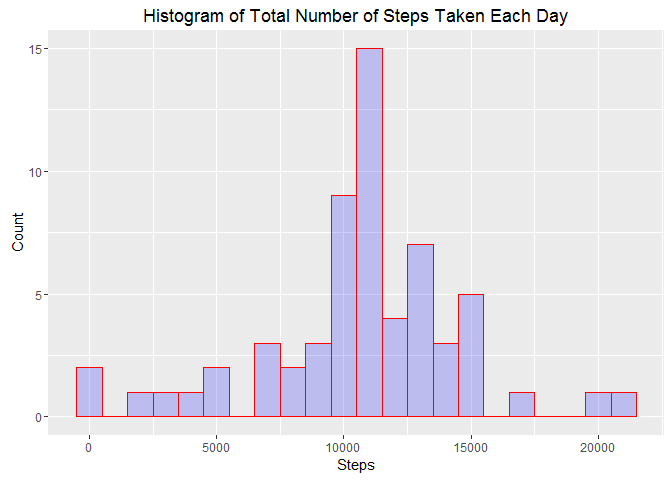 Histogram of Total Number of Steps Taken Each Day
15
10
5
0
Count
0 5000 10000 15000 20000
Steps